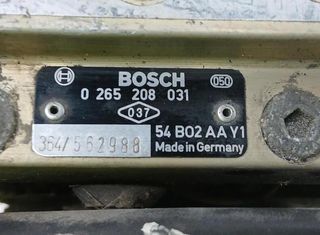 BOSCH 050
0 265 208 031
037
54 B02 AA Y1
364/562988 Made in Germany